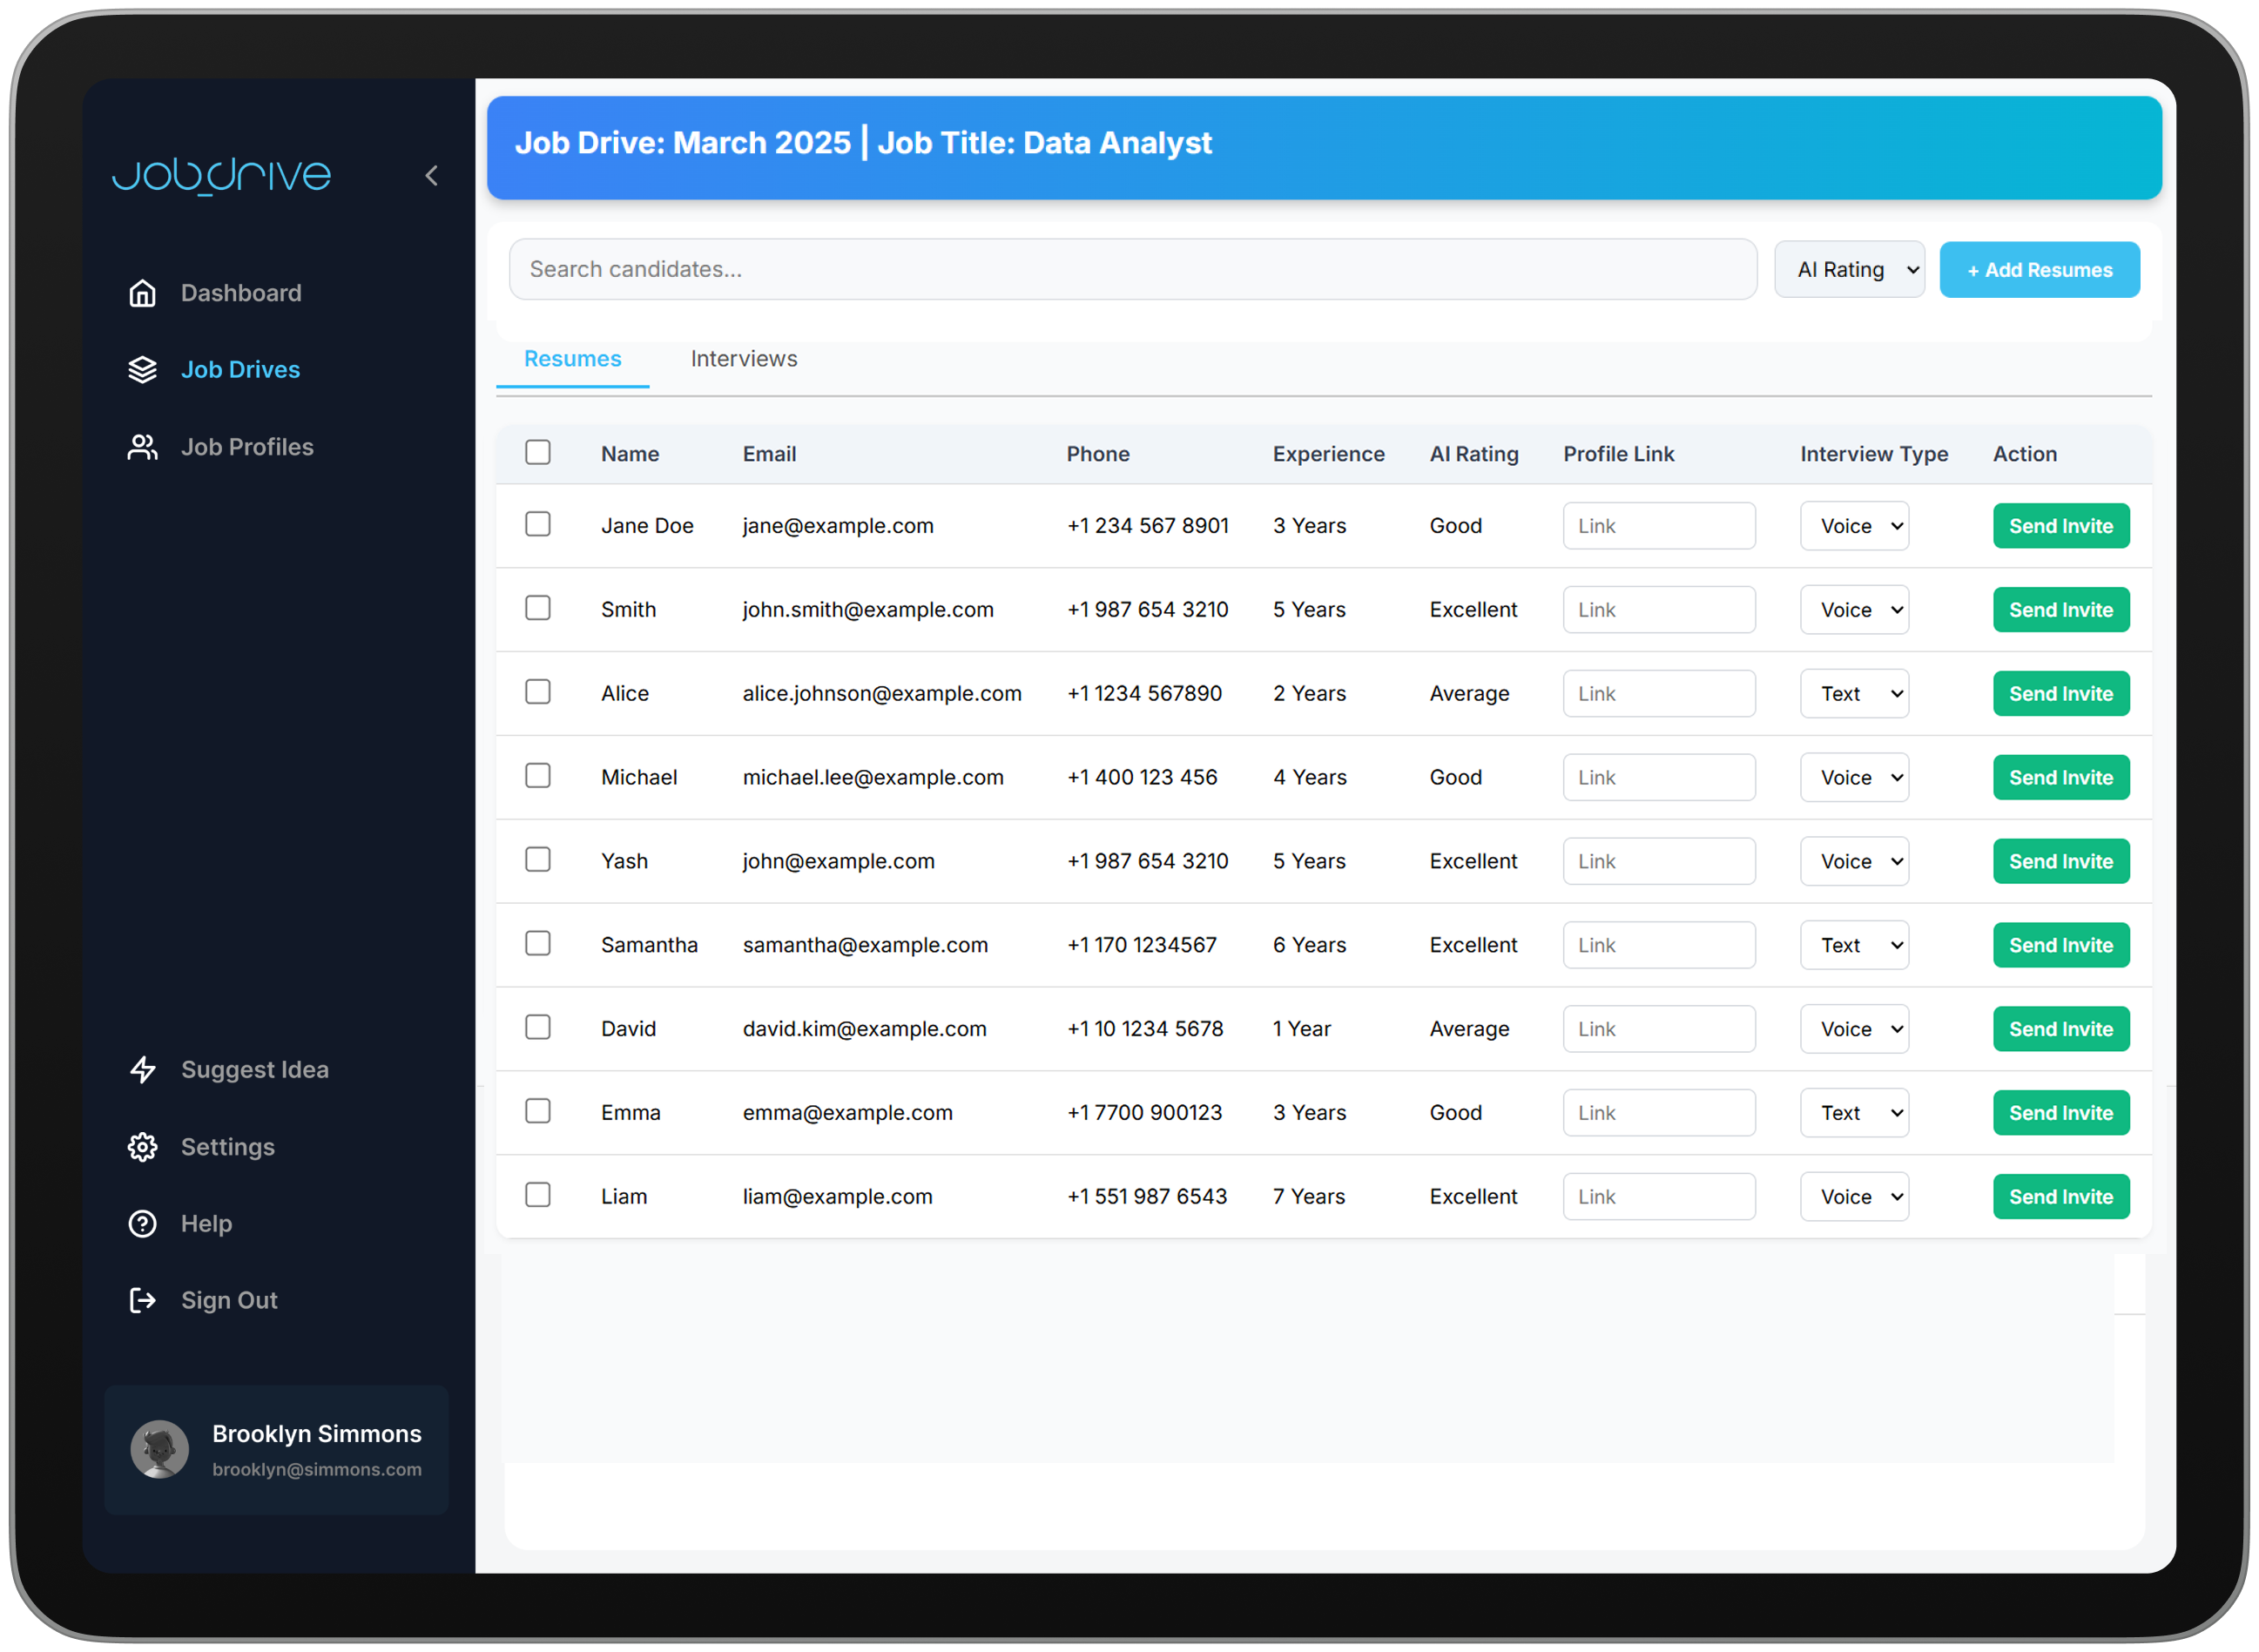 Job_drive
Dashboard
Job Drives
Job Profiles
Suggest Idea
Settings
Help
Sign Out
Brooklyn Simmons
brooklyn@simmons.com
Job Drive: March 2025 | Job Title: Data Analyst
Search candidates... AI Rating + Add Resumes
Resumes Interviews
Name Email Phone Experience AI Rating Profile Link Interview Type Action
Jane Doe jane@example.com +1 234 567 8901 3 Years Good Link Voice Send Invite
Smith john.smith@example.com +1 987 654 3210 5 Years Excellent Link Voice Send Invite
Alice alice.johnson@example.com +1 1234 567890 2 Years Average Link Text Send Invite
Michael michael.lee@example.com +1 400 123 456 4 Years Good Link Voice Send Invite
Yash john@example.com +1 987 654 3210 5 Years Excellent Link Voice Send Invite
Samantha samantha@example.com +1 170 1234567 6 Years Excellent Link Text Send Invite
David david.kim@example.com +1 10 1234 5678 1 Year Average Link Voice Send Invite
Emma emma@example.com +1 7700 900123 3 Years Good Link Text Send Invite
Liam liam@example.com +1 551 987 6543 7 Years Excellent Link Voice Send Invite